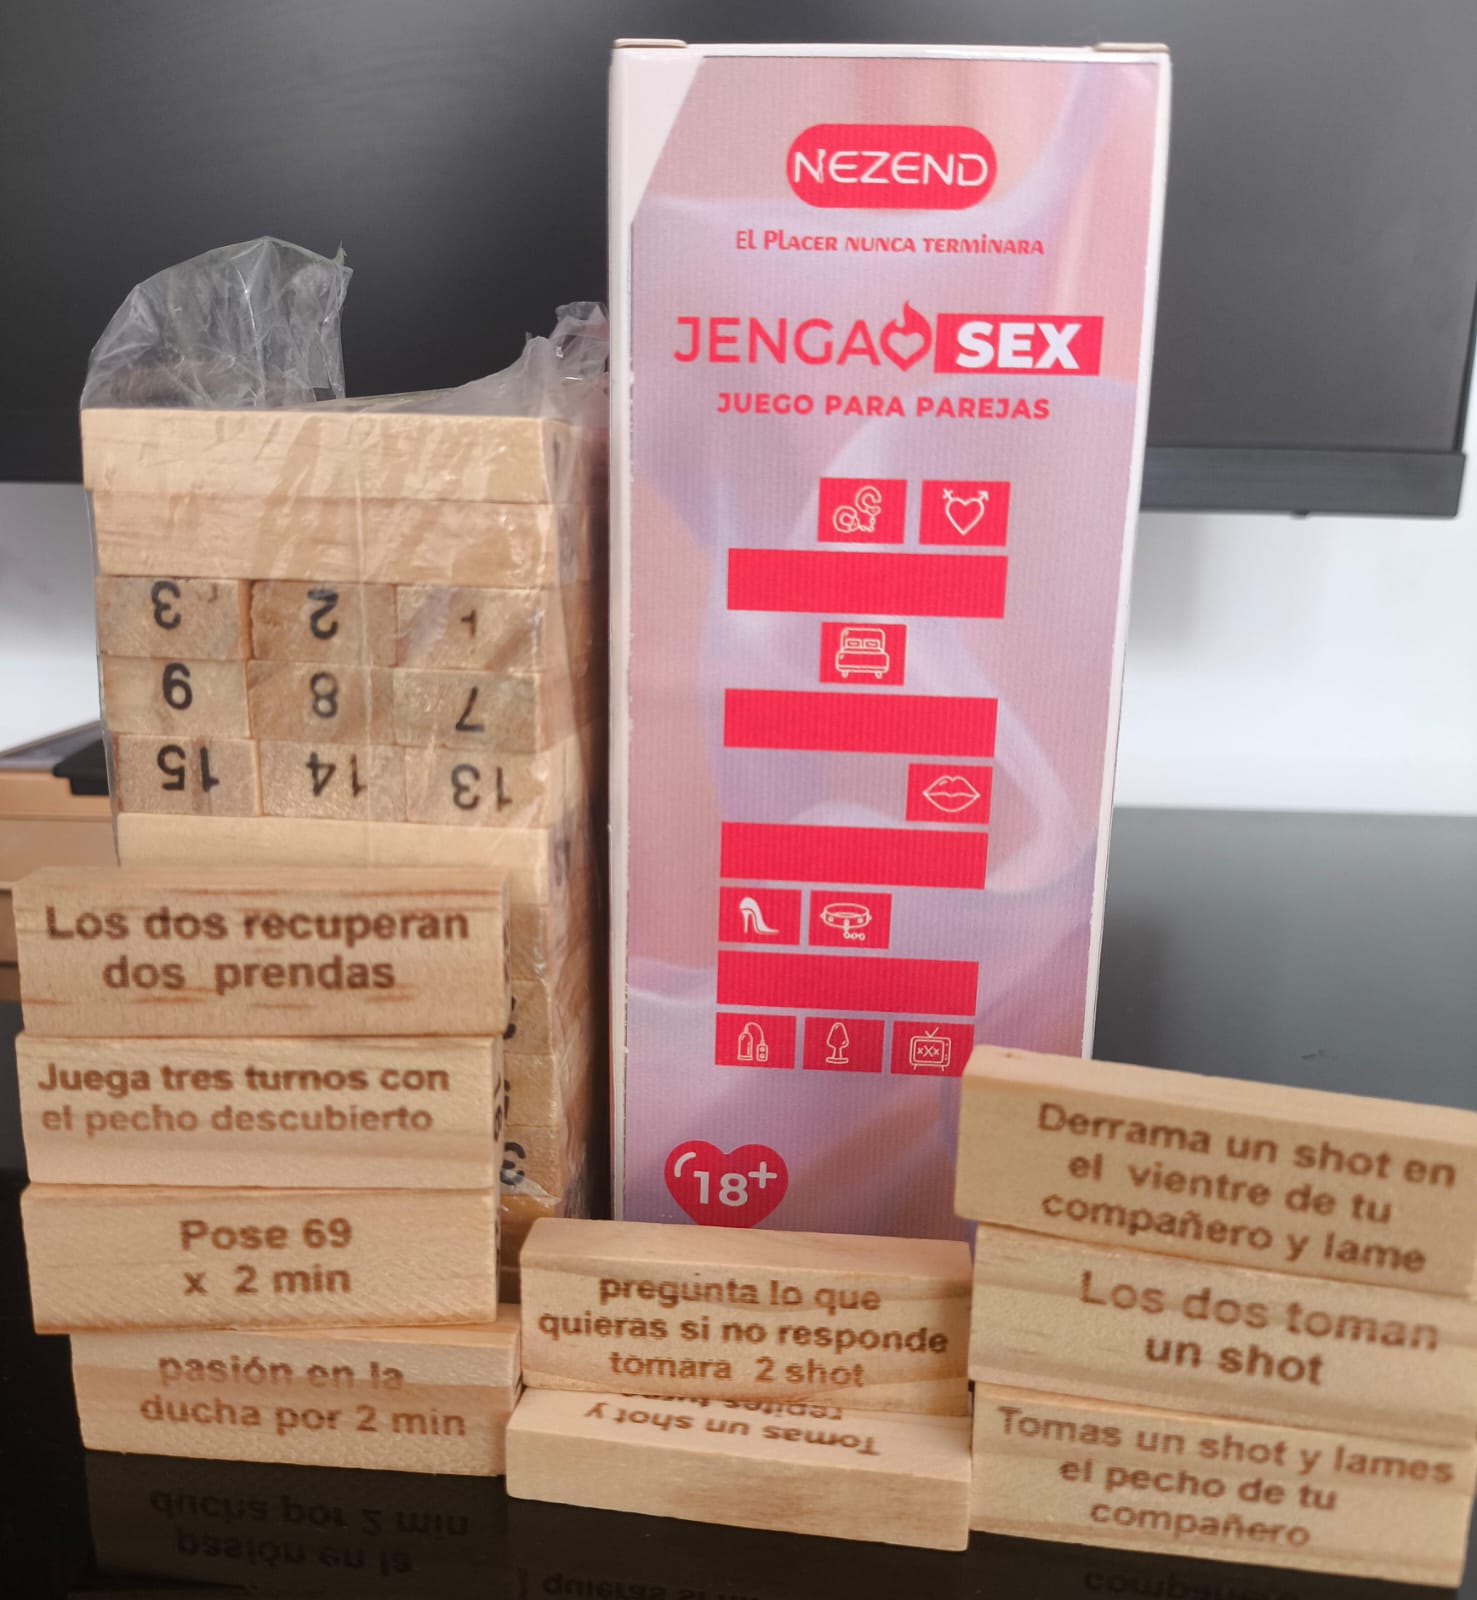 NEZEND
El Placer nunca terminara
JENGA SEX
JUEGO PARA PAREJAS
xXx
18+
3 2 1
9 8 7
15 14 13
Los dos recuperan
dos prendas
Juega tres turnos con
el pecho descubierto
Pose 69
x 2 min
pasión en la
ducha por 2 min
pregunta lo que
quieras si no responde
tomara 2 shot
Tomas un shot y
repites turno
Derrama un shot en
el vientre de tu
compañero y lame
Los dos toman
un shot
Tomas un shot y lames
el pecho de tu
compañero